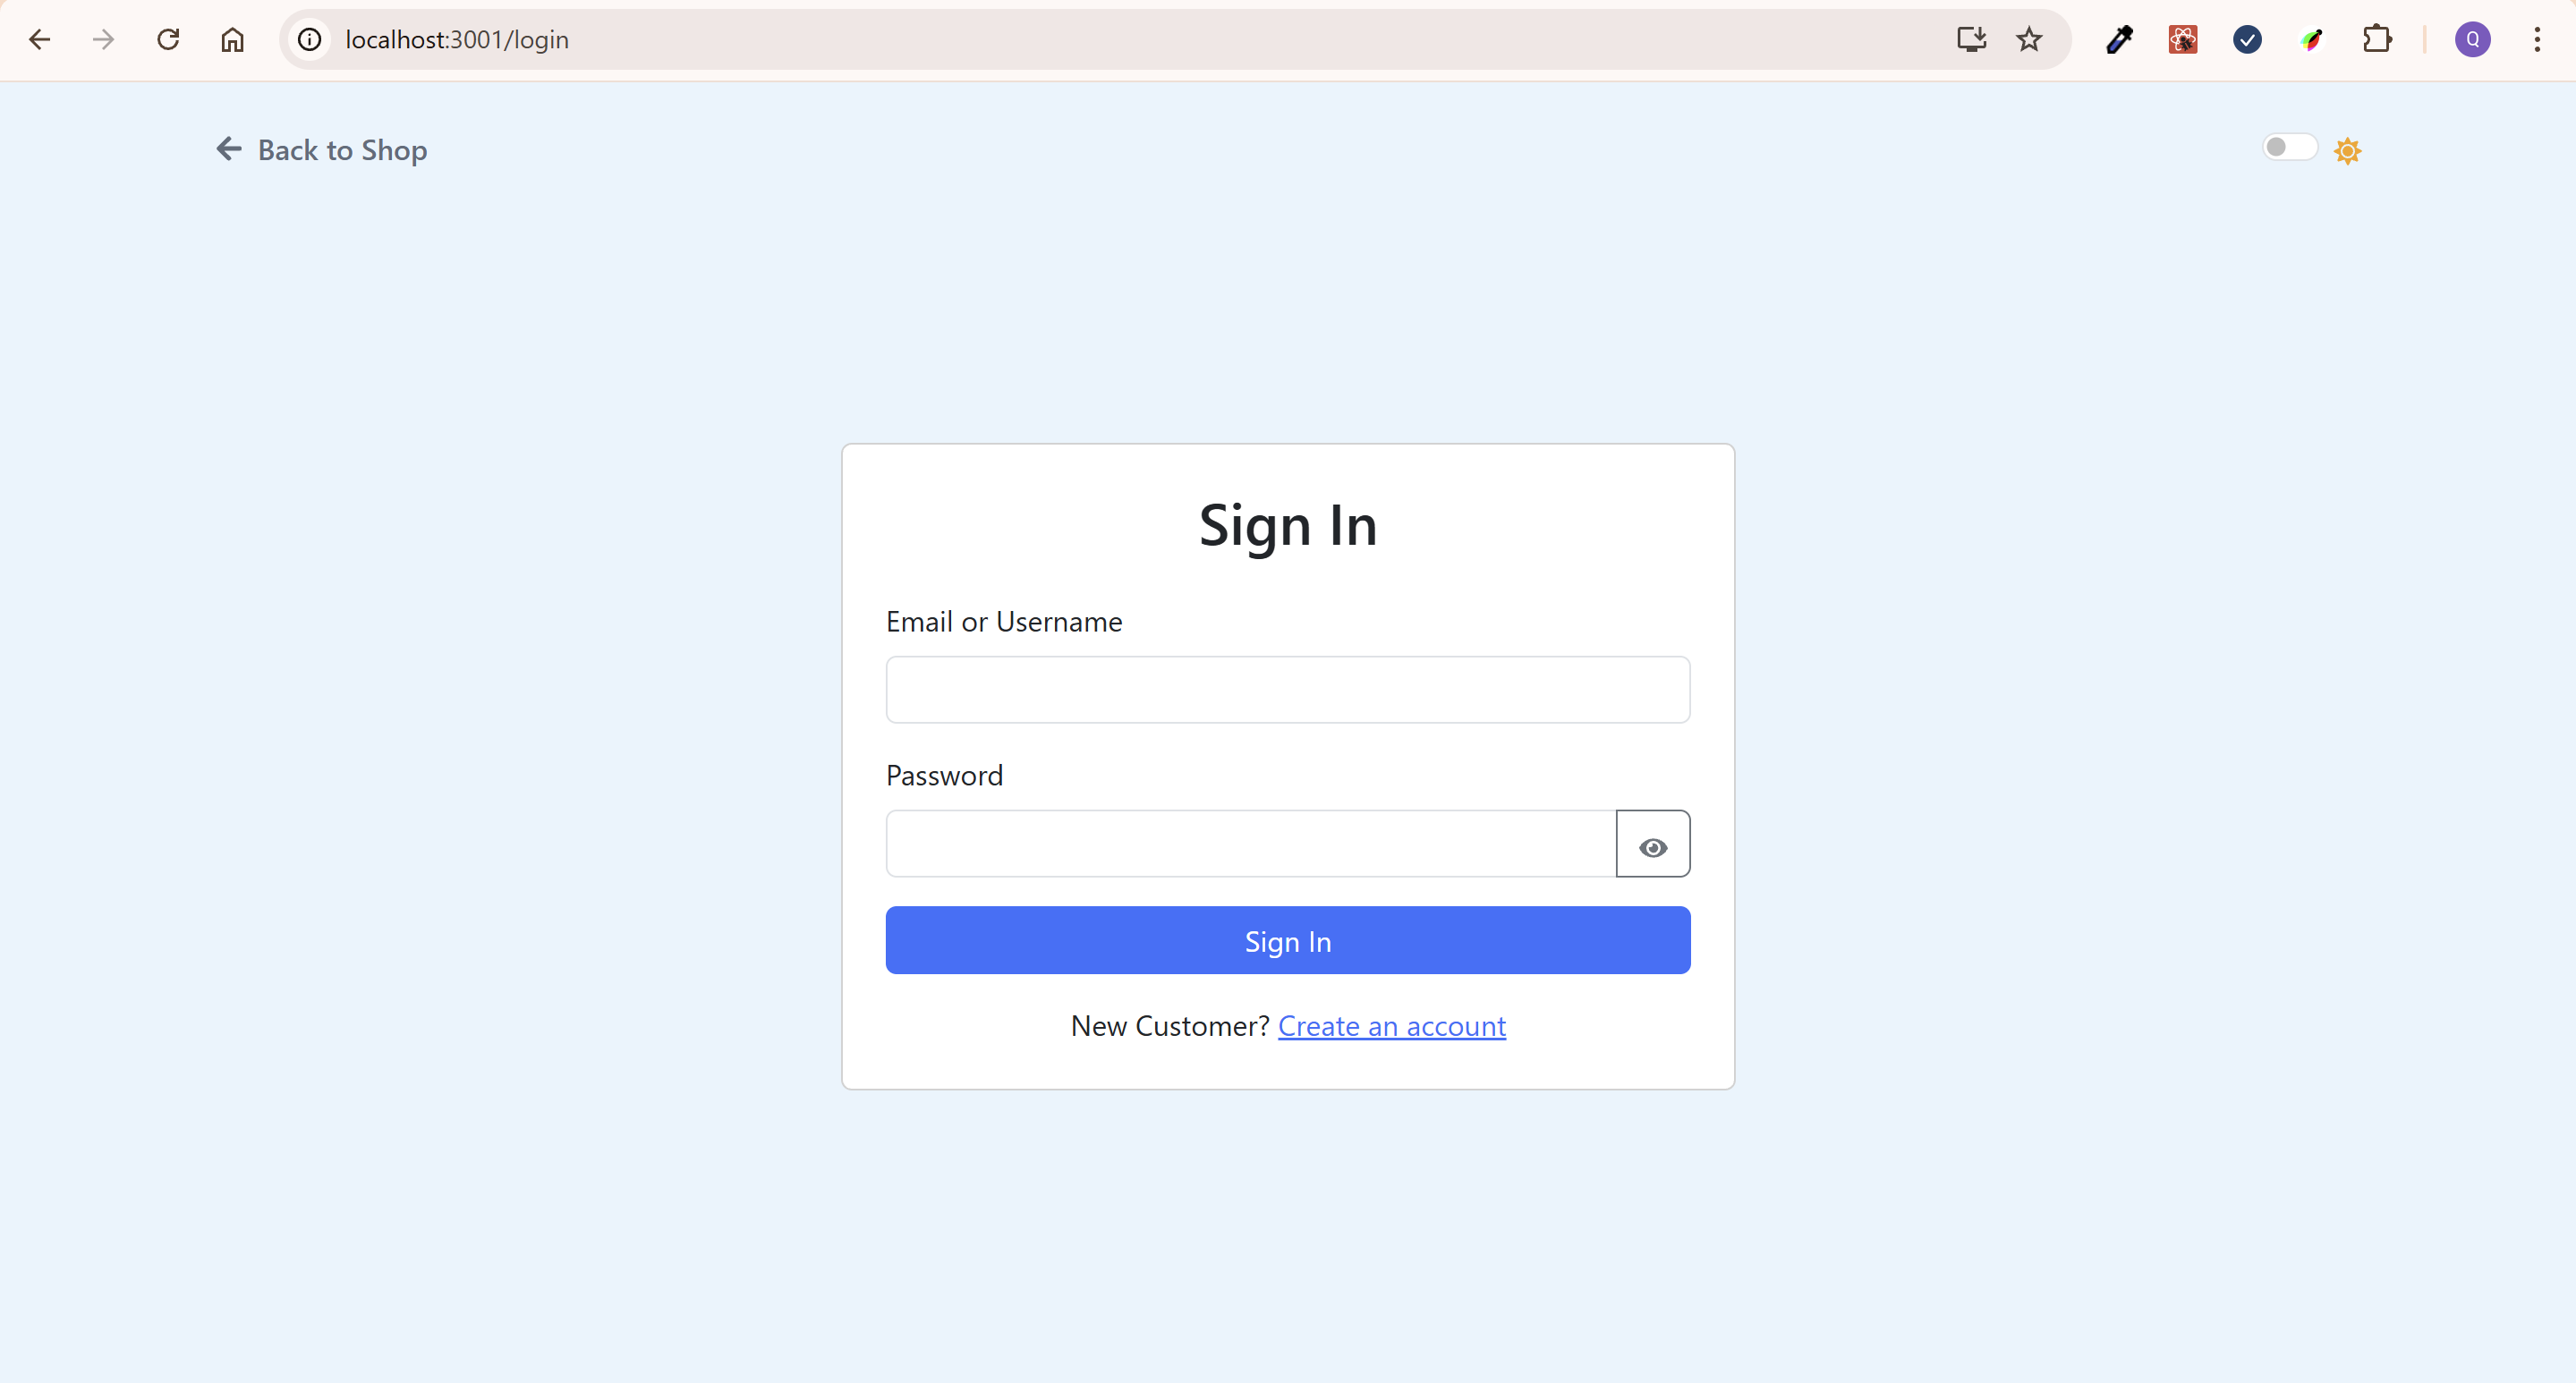 localhost:3001/login
Q
Back to Shop
Sign In
Email or Username
Password
Sign In
New Customer? Create an account